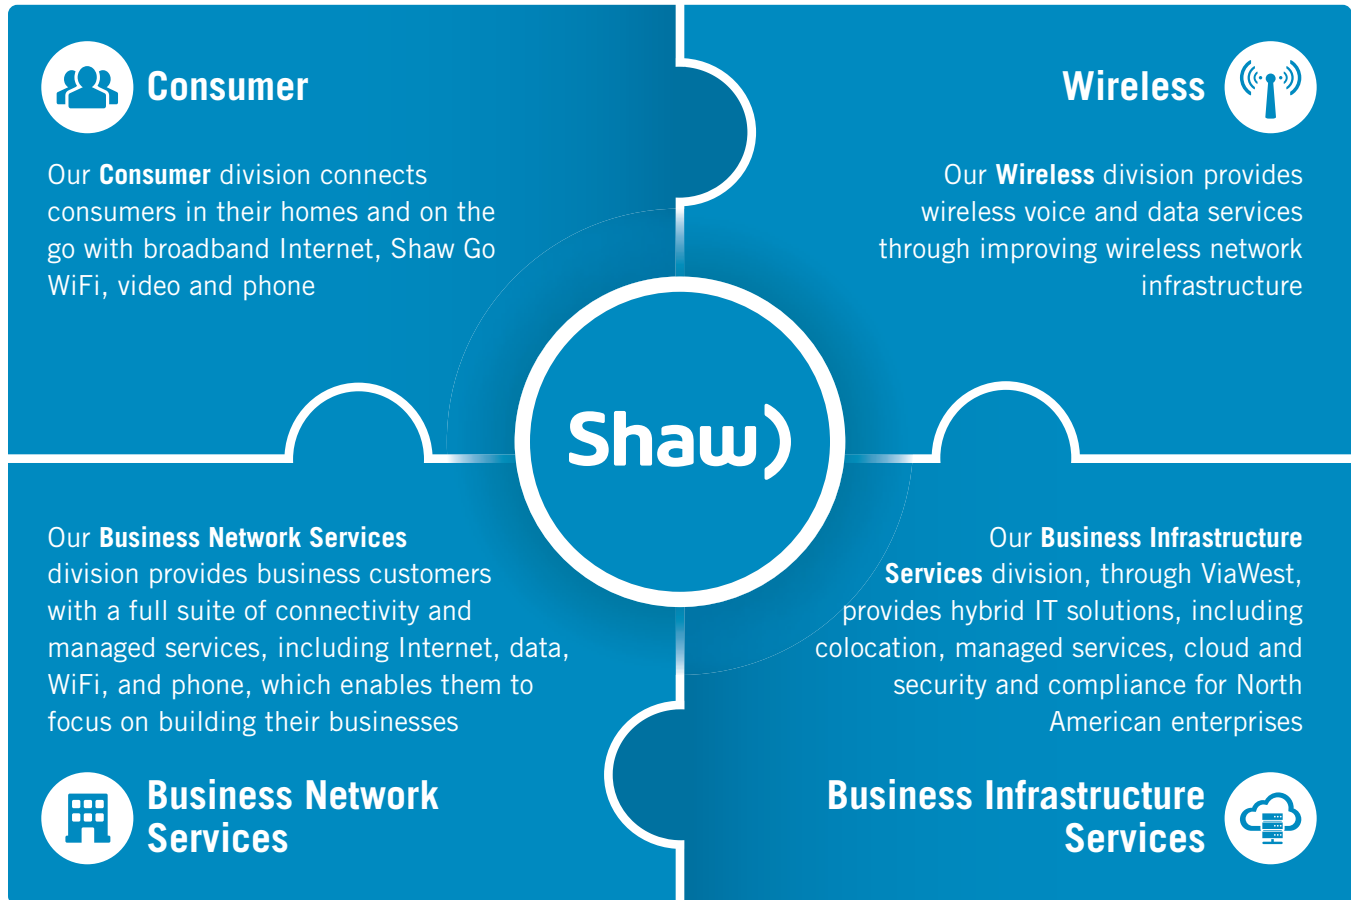 Consumer
Our Consumer division connects
consumers in their homes and on the
go with broadband Internet, Shaw Go
WiFi, video and phone
Wireless
Our Wireless division provides
wireless voice and data services
through improving wireless network
infrastructure
Shaw)
Our Business Network Services
division provides business customers
with a full suite of connectivity and
managed services, including Internet, data,
WiFi, and phone, which enables them to
focus on building their businesses
Business Network
Services
Our Business Infrastructure
Services division, through ViaWest,
provides hybrid IT solutions, including
colocation, managed services, cloud and
security and compliance for North
American enterprises
Business Infrastructure
Services